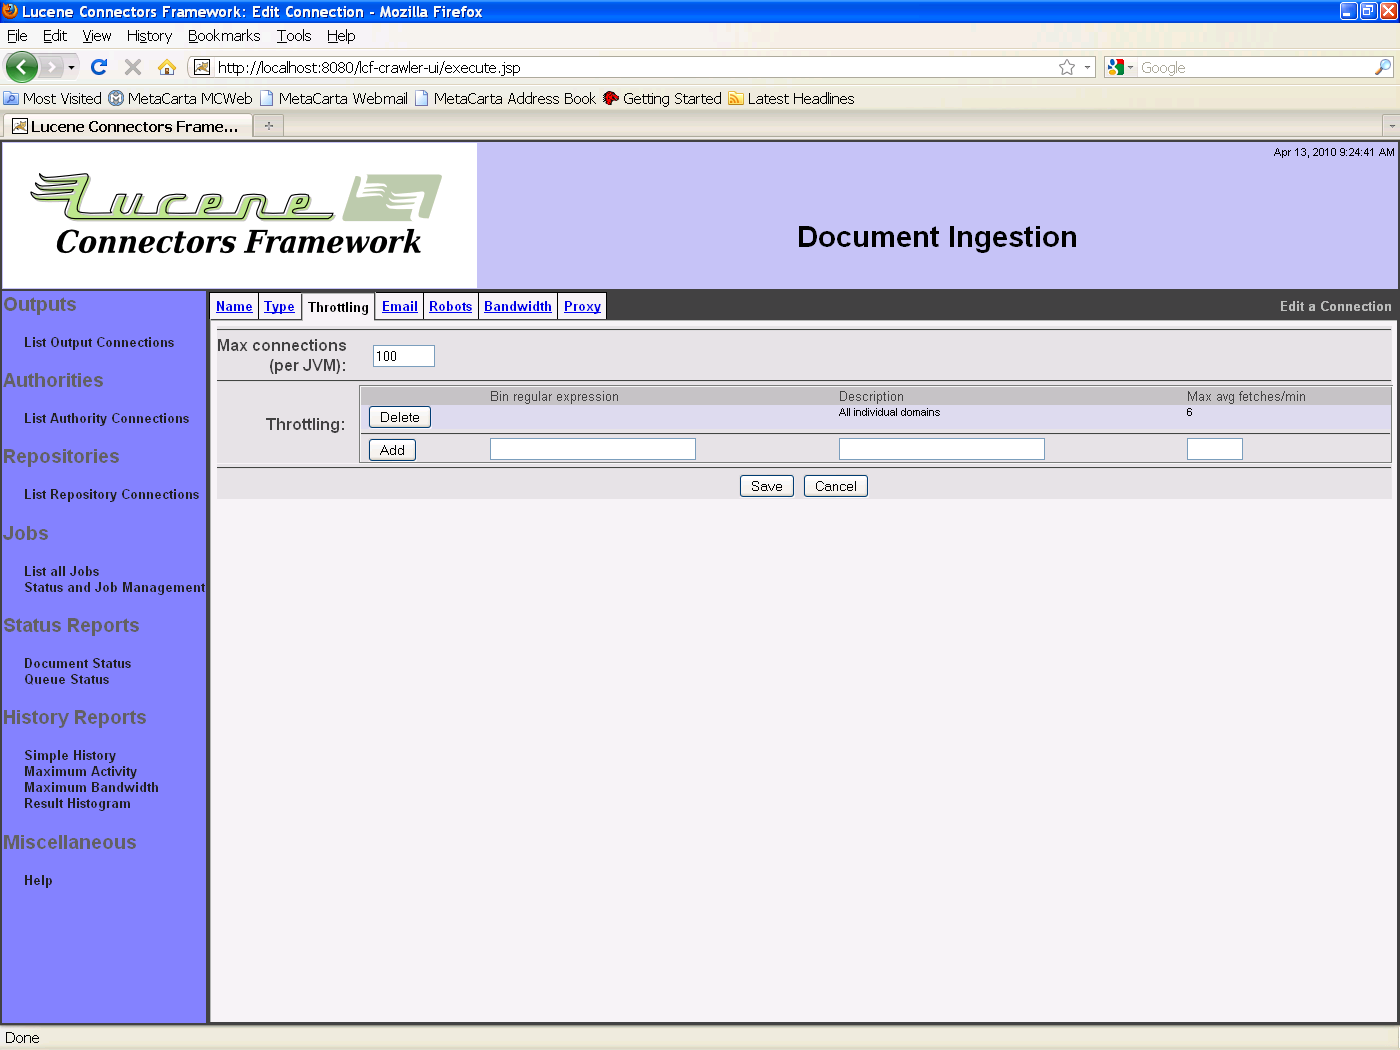 Lucene Connectors Framework: Edit Connection - Mozilla Firefox
File Edit View History Bookmarks Tools Help
http://localhost:8080/lcf-crawler-ui/execute.jsp
Google
Most Visited MetaCarta MCWeb MetaCarta Webmail MetaCarta Address Book Getting Started Latest Headlines
Lucene Connectors Frame...
Apr 13, 2010 9:24:41 AM
Lucene
Connectors Framework
Document Ingestion
Outputs
List Output Connections
Authorities
List Authority Connections
Repositories
List Repository Connections
Jobs
List all Jobs
Status and Job Management
Status Reports
Document Status
Queue Status
History Reports
Simple History
Maximum Activity
Maximum Bandwidth
Result Histogram
Miscellaneous
Help
Name Type Throttling Email Robots Bandwidth Proxy
Edit a Connection
Max connections
(per JVM):
100
Throttling:
Bin regular expression Description Max avg fetches/min
Delete All individual domains 6
Add
Save Cancel
Done